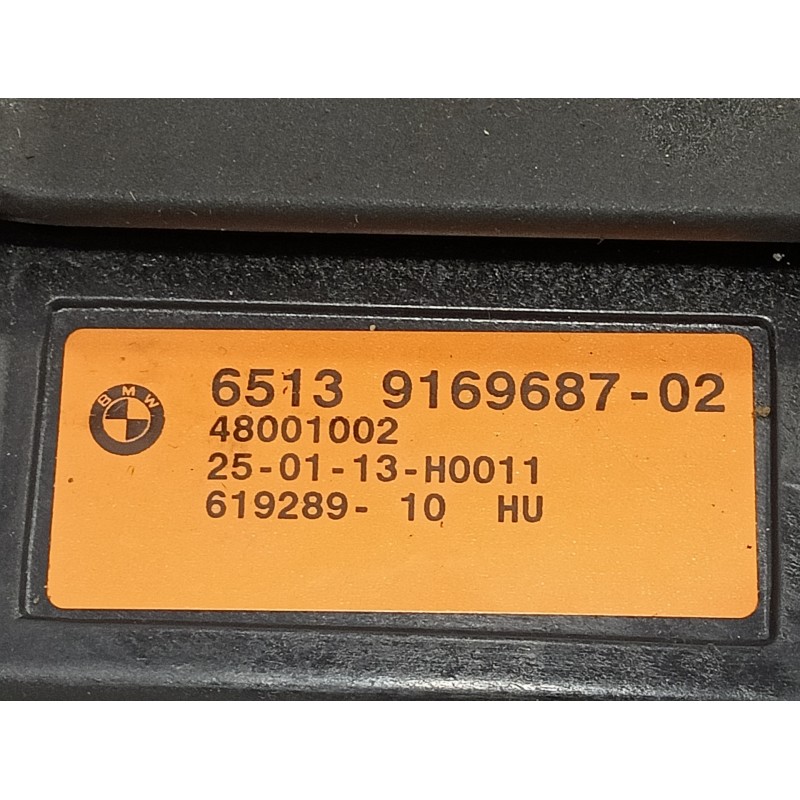 BMW
6513 9169687-02
48001002
25-01-13-H0011
619289- 10 HU